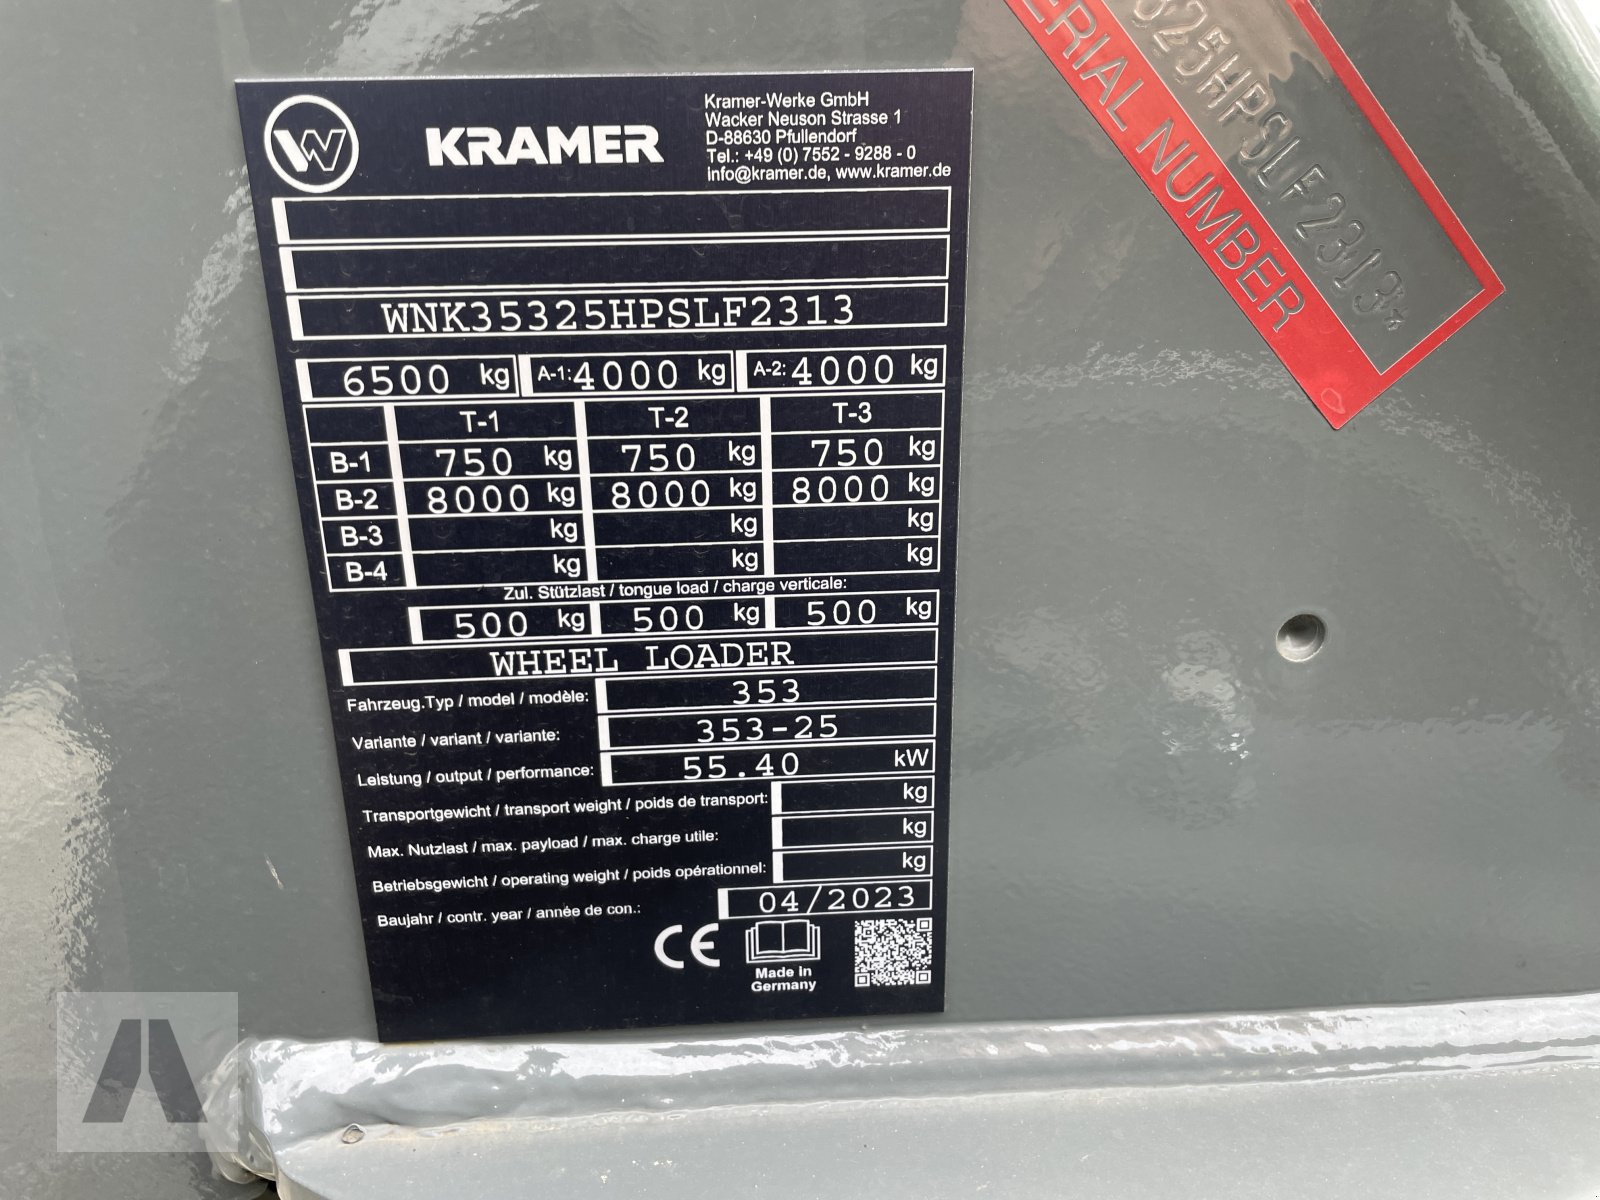 W
KRAMER
Kramer-Werke GmbH
Wacker Neuson Strasse 1
D-88630 Pfullendorf
Tel.: +49 (0) 7552 - 9288 - 0
info@kramer.de, www.kramer.de
WNK35325HPSLF2313
6500 kg A-1: 4000 kg A-2: 4000 kg
T-1 T-2 T-3
B-1 750 kg 750 kg 750 kg
B-2 8000 kg 8000 kg 8000 kg
B-3 kg kg kg
B-4 kg kg kg
Zul. Stützlast / tongue load / charge verticale:
500 kg 500 kg 500 kg
WHEEL LOADER
Fahrzeug.Typ / model / modèle: 353
Variante / variant / variante: 353-25
Leistung / output / performance: 55.40 kW
Transportgewicht / transport weight / poids de transport: kg
Max. Nutzlast / max. payload / max. charge utile: kg
Betriebsgewicht / operating weight / poids opérationnel: kg
Baujahr / contr. year / année de con.: 04/2023
CE
Made in
Germany
325HPSLF2313*
ERIAL NUMBER